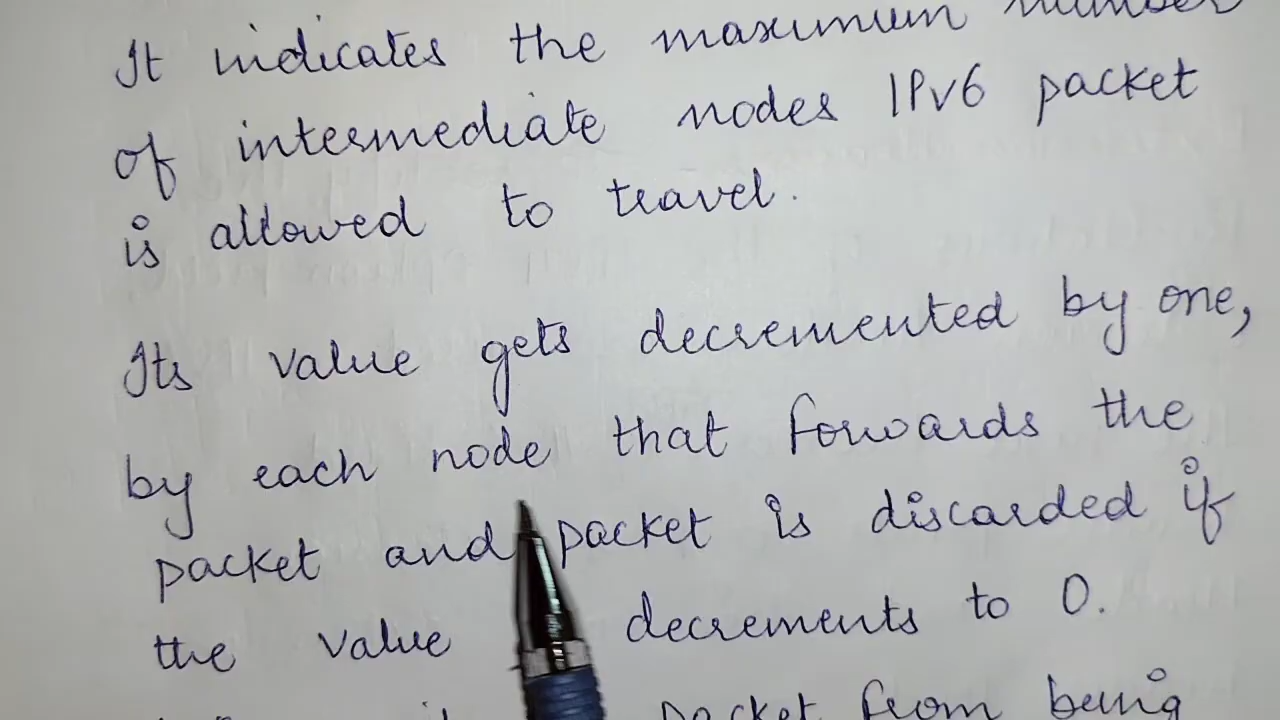 It indicates the maximum number
of intermediate nodes IPv6 packet
is allowed to travel.
Its value gets decremented by one,
by each node that forwards the
packet and packet is discarded if
the value decrements to 0.
packet from being